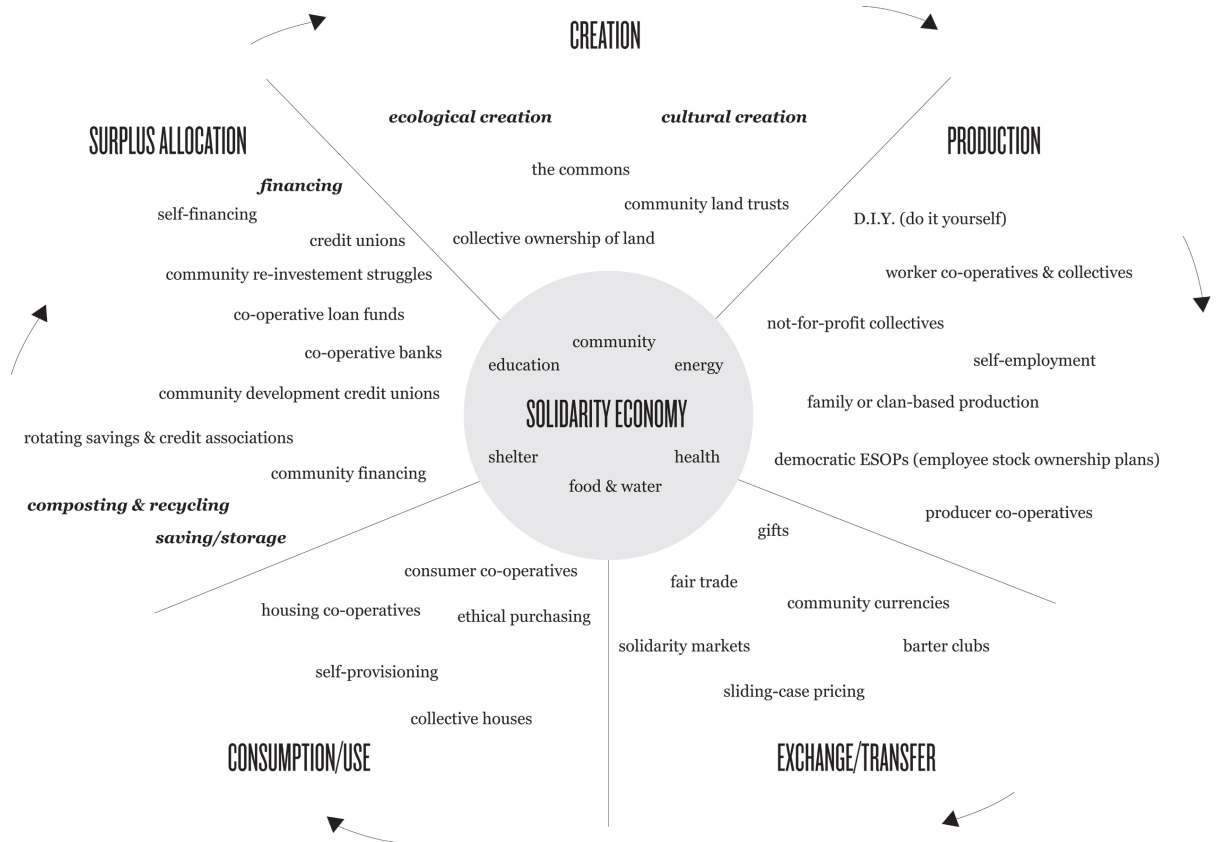 CREATION
ecological creation
cultural creation
the commons
community land trusts
collective ownership of land
PRODUCTION
D.I.Y. (do it yourself)
worker co-operatives & collectives
not-for-profit collectives
self-employment
family or clan-based production
democratic ESOPs (employee stock ownership plans)
producer co-operatives
EXCHANGE/TRANSFER
gifts
fair trade
community currencies
solidarity markets
barter clubs
sliding-case pricing
CONSUMPTION/USE
consumer co-operatives
housing co-operatives
ethical purchasing
self-provisioning
collective houses
SURPLUS ALLOCATION
financing
self-financing
credit unions
community re-investement struggles
co-operative loan funds
co-operative banks
community development credit unions
rotating savings & credit associations
community financing
composting & recycling
saving/storage
community
education
energy
SOLIDARITY ECONOMY
shelter
health
food & water